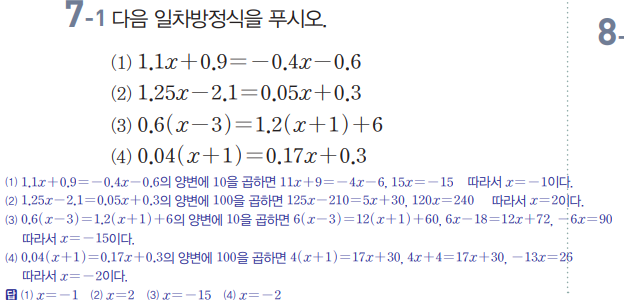 7-1 다음 일차방정식을 푸시오.
8-
(1) 1.1x+0.9=-0.4x-0.6
(2) 1.25x-2.1=0.05x+0.3
(3) 0.6(x-3)=1.2(x+1)+6
(4) 0.04(x+1)=0.17x+0.3
(1) 1.1x+0.9=-0.4x-0.6의 양변에 10을 곱하면 11x+9=-4x-6, 15x=-15 따라서 x=-1이다.
(2) 1.25x-2.1=0.05x+0.3의 양변에 100을 곱하면 125x-210=5x+30, 120x=240 따라서 x=2이다.
(3) 0.6(x-3)=1.2(x+1)+6의 양변에 10을 곱하면 6(x-3)=12(x+1)+60, 6x-18=12x+72, -6x=90
따라서 x=-15이다.
(4) 0.04(x+1)=0.17x+0.3의 양변에 100을 곱하면 4(x+1)=17x+30, 4x+4=17x+30, -13x=26
따라서 x=-2이다.
답 (1) x=-1 (2) x=2 (3) x=-15 (4) x=-2